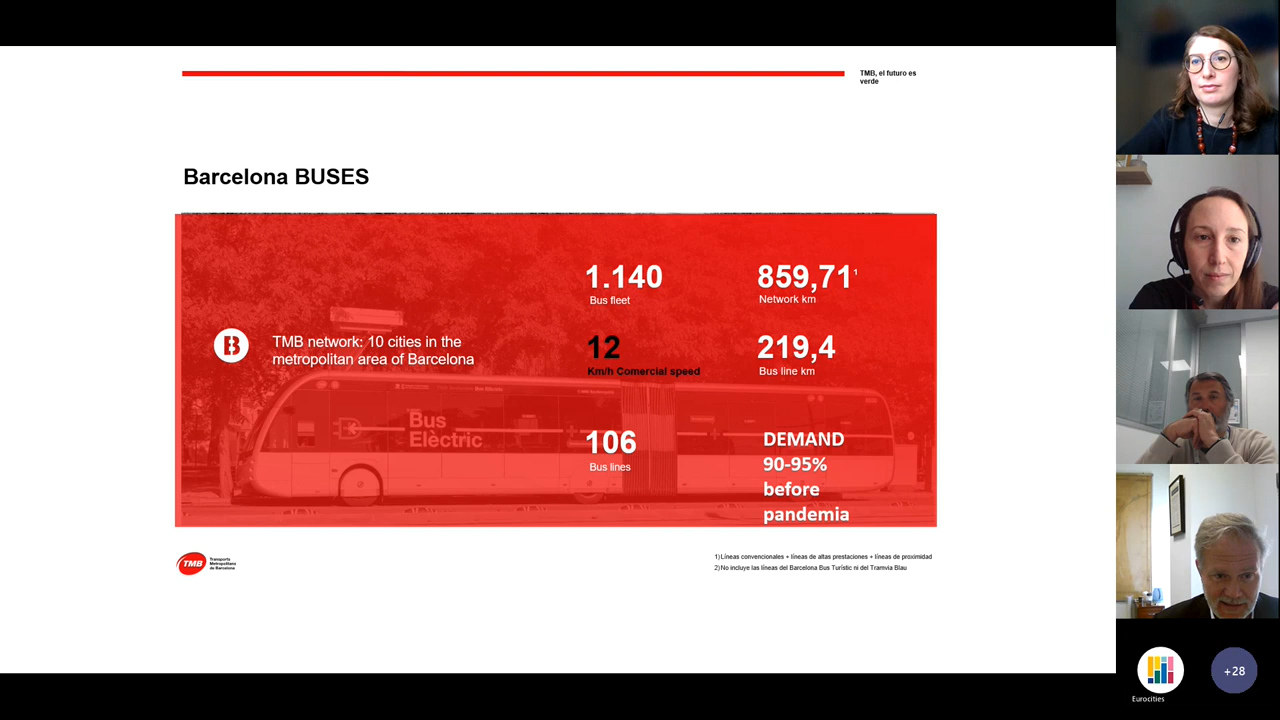 TMB, el futuro es
verde
Barcelona BUSES
1.140
Bus fleet
859,71¹
Network km
TMB network: 10 cities in the
metropolitan area of Barcelona
12
Km/h Comercial speed
219,4
Bus line km
Bus
Elèctric
106
Bus lines
DEMAND
90-95%
before
pandemia
TMB
Transports
Metropolitans
de Barcelona
1) Líneas convencionales + líneas de altas prestaciones + líneas de proximidad
2) No incluye las líneas del Barcelona Bus Turístic ni del Tramvia Blau
Eurocities
+28